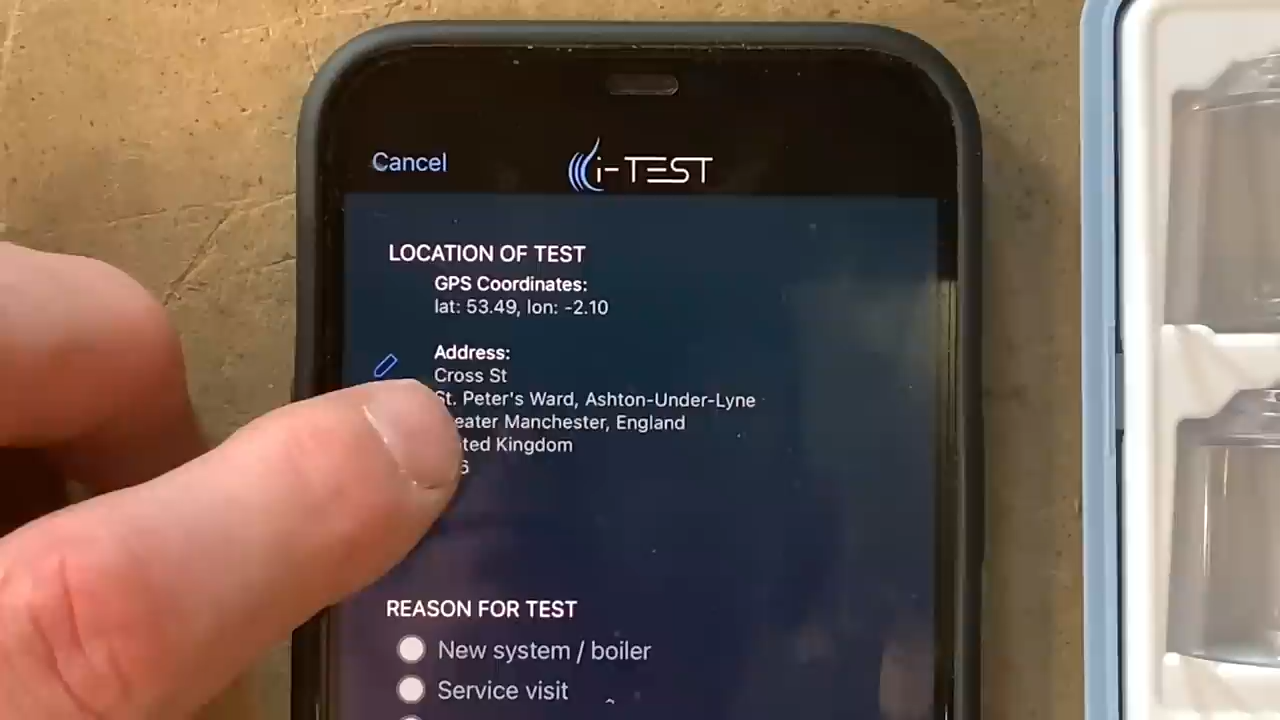 Cancel
i-TEST
LOCATION OF TEST
GPS Coordinates:
lat: 53.49, lon: -2.10
Address:
Cross St
St. Peter's Ward, Ashton-Under-Lyne
Manchester, England
Kingdom
REASON FOR TEST
New system / boiler
Service visit